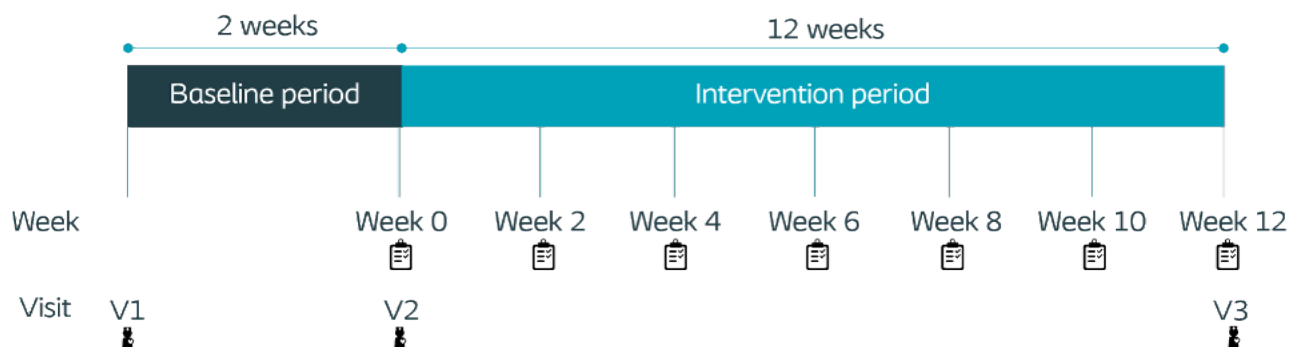 2 weeks 12 weeks
Baseline period Intervention period
Week Week 0 Week 2 Week 4 Week 6 Week 8 Week 10 Week 12
Visit V1 V2 V3